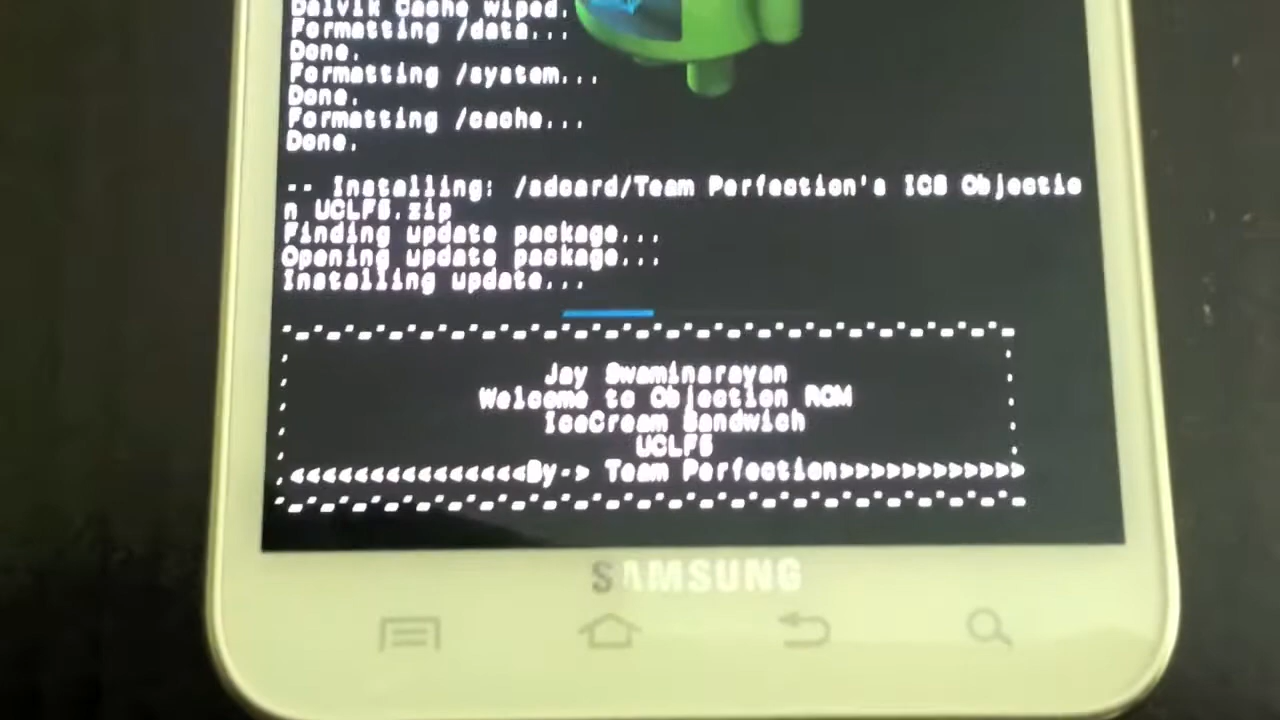 Dalvik Cache wiped.
Formatting /data...
Done.
Formatting /system...
Done.
Formatting /cache...
Done.
-- Installing: /sdcard/Team Perfection's ICS Objectio
n UCLF6.zip
Finding update package...
Opening update package...
Installing update...
Jay Swaminarayan
Welcome to Objection ROM
IceCream Sandwich
UCLF6
<<<<<<<<<<<<<<<By-> Team Perfection>>>>>>>>>>>>
SAMSUNG